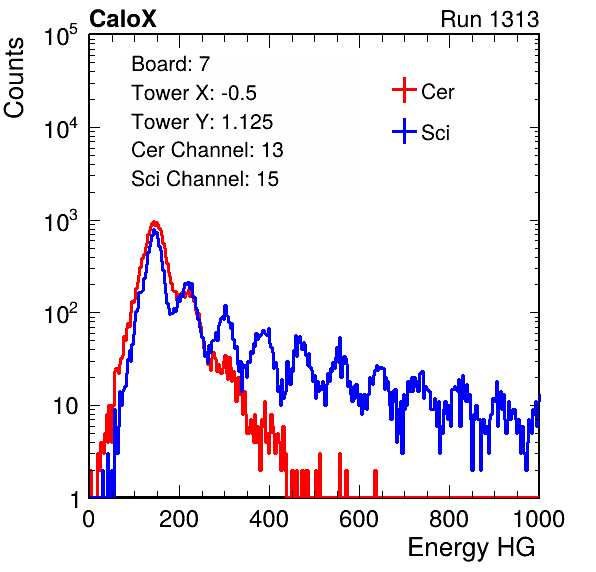 CaloX Run 1313
Counts
Board: 7
Tower X: -0.5
Tower Y: 1.125
Cer Channel: 13
Sci Channel: 15
Cer
Sci
10^5
10^4
10^3
10^2
10
1
0 200 400 600 800 1000
Energy HG